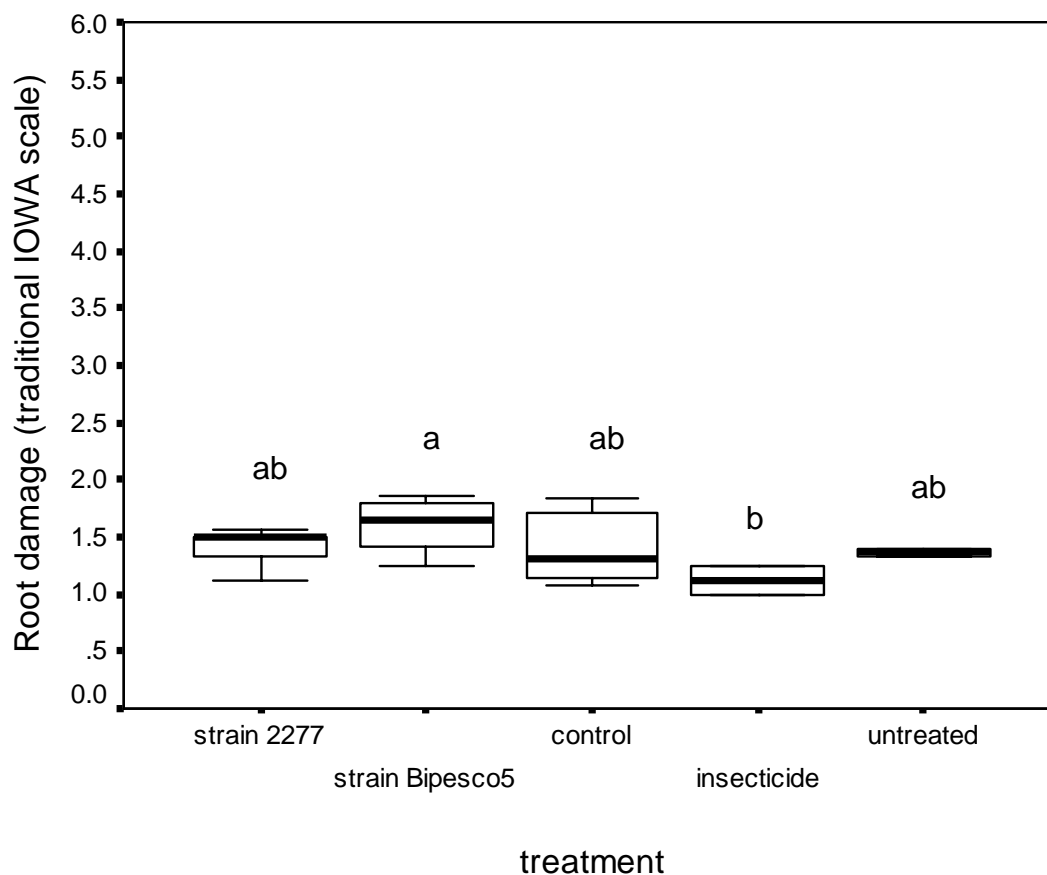 Root damage (traditional IOWA scale)
6.0
5.5
5.0
4.5
4.0
3.5
3.0
2.5
2.0
1.5
1.0
.5
0.0
ab
a
ab
b
ab
strain 2277
control
untreated
strain Bipesco5
insecticide
treatment